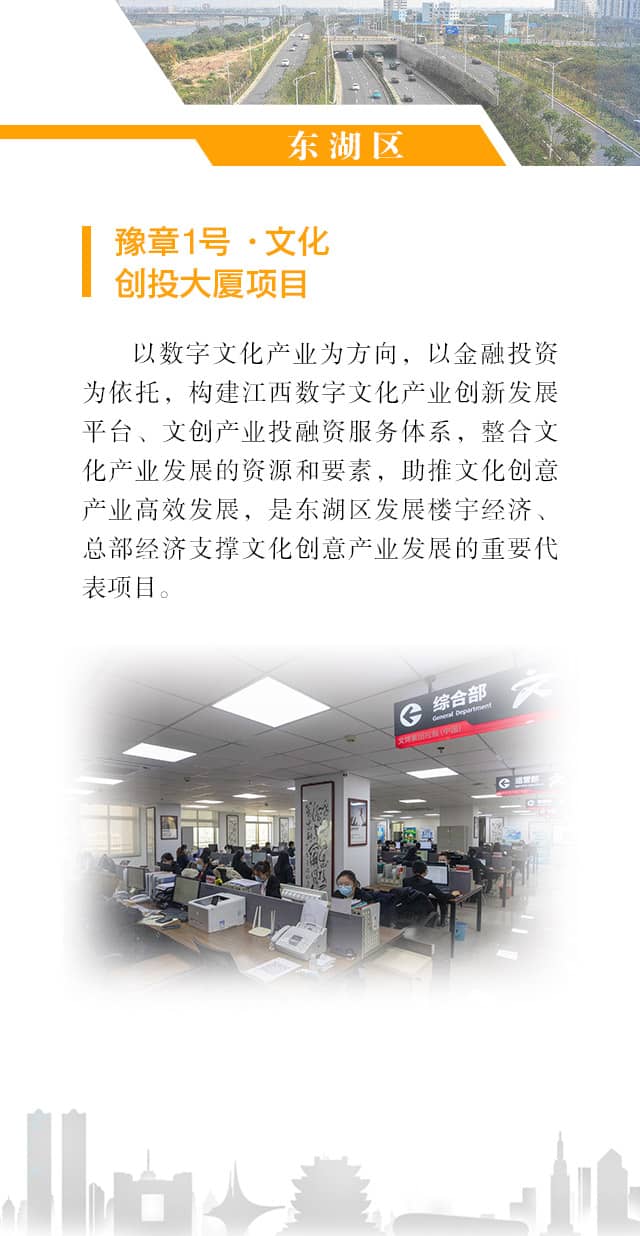 东湖区
豫章1号·文化
创投大厦项目
以数字文化产业为方向，以金融投资
为依托，构建江西数字文化产业创新发展
平台、文创产业投融资服务体系，整合文
化产业发展的资源和要素，助推文化创意
产业高效发展，是东湖区发展楼宇经济、
总部经济支撑文化创意产业发展的重要代
表项目。
综合部
General Department